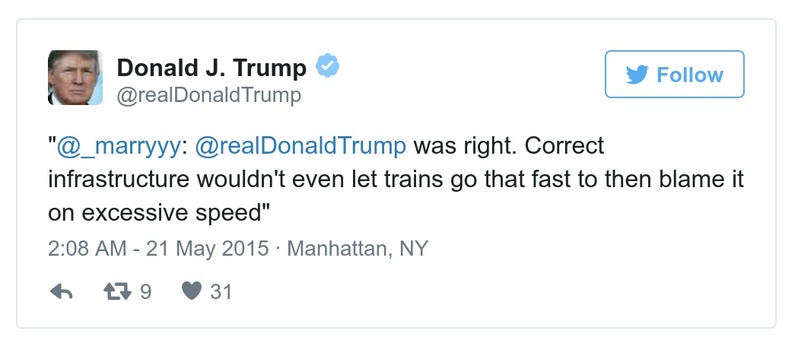 Donald J. Trump
@realDonaldTrump
Follow
"@_marryyy: @realDonaldTrump was right. Correct
infrastructure wouldn't even let trains go that fast to then blame it
on excessive speed"
2:08 AM - 21 May 2015 · Manhattan, NY
9 31